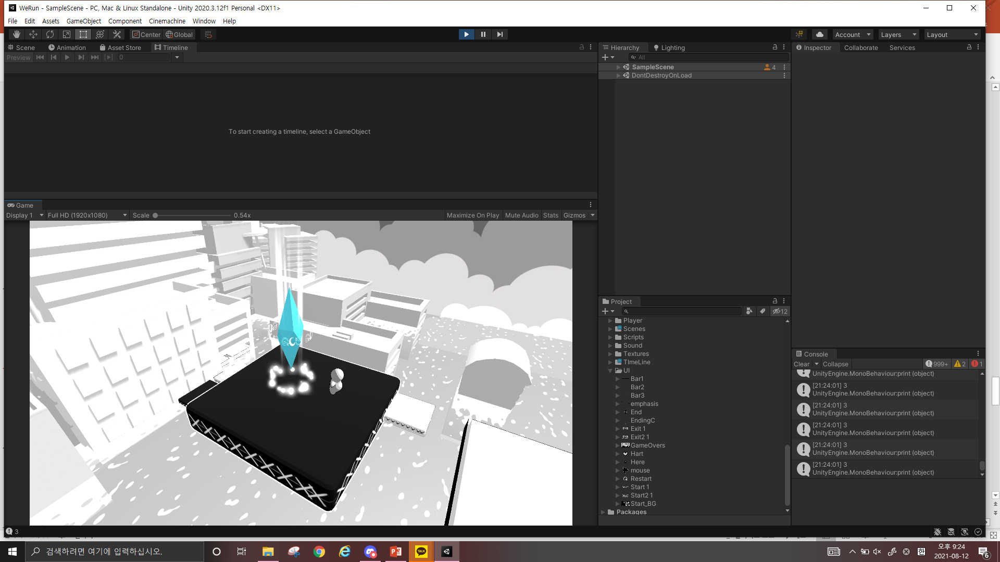 WeRun - SampleScene - PC, Mac & Linux Standalone - Unity 2020.3.12f1 Personal <DX11>
File Edit Assets GameObject Component Cinemachine Window Help
Center Global
Account Layers Layout
Scene Animation Asset Store Timeline
Preview 0
To start creating a timeline, select a GameObject
Game
Display 1 Full HD (1920x1080) Scale 0.54x Maximize On Play Mute Audio Stats Gizmos
Hierarchy Lighting
All
SampleScene 4
DontDestroyOnLoad
Project
12
Player
Scenes
Scripts
Sound
Textures
TImeLine
UI
Bar1
Bar2
Bar3
emphasis
End
EndingC
Exit 1
Exit2 1
GameOvers
Hart
Here
mouse
Restart
Start 1
Start2 1
Start_BG
Packages
Inspector Collaborate Services
Console
Clear Collapse 999+ 2 1
UnityEngine.MonoBehaviour:print (object)
[21:24:01] 3
UnityEngine.MonoBehaviour:print (object)
[21:24:01] 3
UnityEngine.MonoBehaviour:print (object)
[21:24:01] 3
UnityEngine.MonoBehaviour:print (object)
[21:24:01] 3
UnityEngine.MonoBehaviour:print (object)
[21:24:01] 3
UnityEngine.MonoBehaviour:print (object)
3
검색하려면 여기에 입력하십시오.
TALK
한
오후 9:24
2021-08-12
6